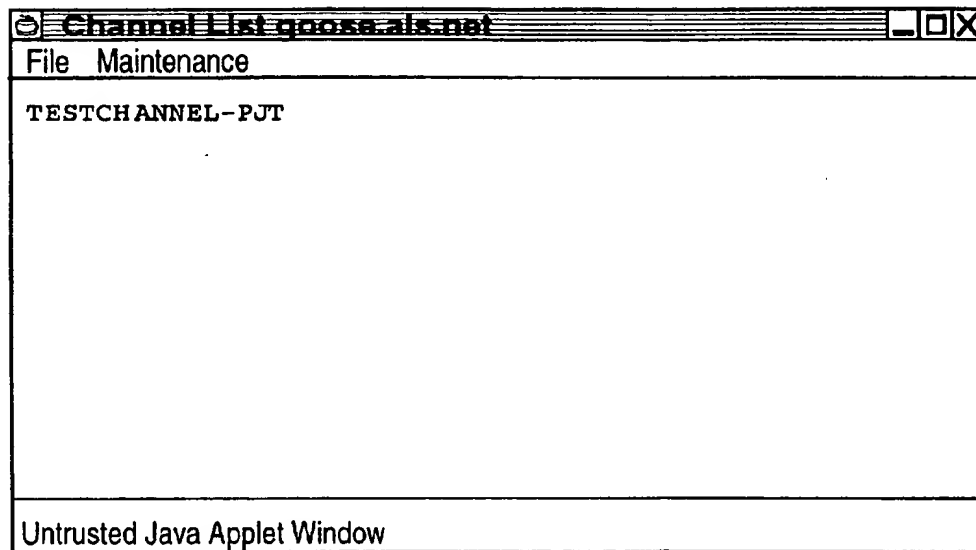 Channel List goose.als.net
File Maintenance
TESTCHANNEL-PJT
Untrusted Java Applet Window